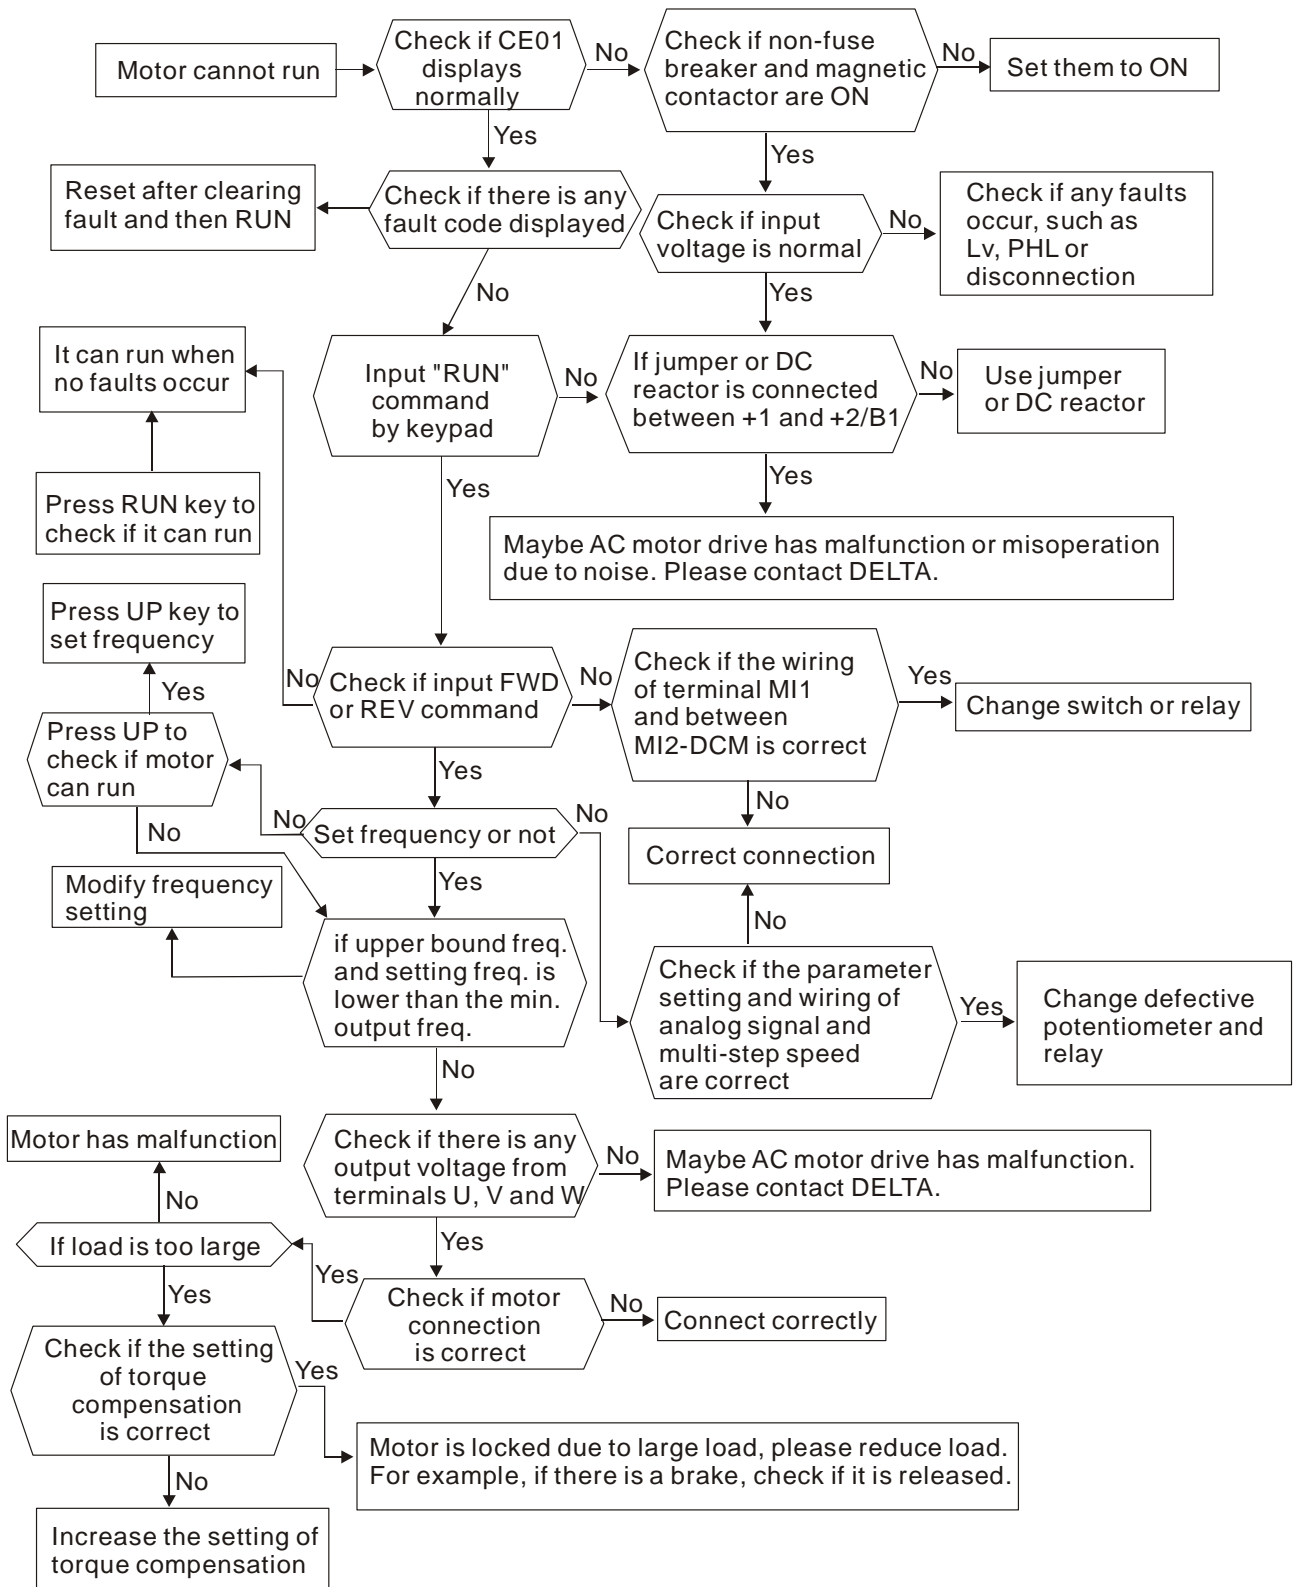 Motor cannot run
Check if CE01
displays
normally
No
Check if non-fuse
breaker and magnetic
contactor are ON
No
Set them to ON
Yes
Yes
Reset after clearing
fault and then RUN
Check if there is any
fault code displayed
Check if input
voltage is normal
No
Check if any faults
occur, such as
Lv, PHL or
disconnection
No
Yes
It can run when
no faults occur
Input "RUN"
command
by keypad
No
If jumper or DC
reactor is connected
between +1 and +2/B1
No
Use jumper
or DC reactor
Press RUN key to
check if it can run
Yes
Yes
Maybe AC motor drive has malfunction or misoperation
due to noise. Please contact DELTA.
Press UP key to
set frequency
Yes
No
Check if input FWD
or REV command
No
Check if the wiring
of terminal MI1
and between
MI2-DCM is correct
Yes
Change switch or relay
Press UP to
check if motor
can run
Yes
No
No
No
Set frequency or not
No
Correct connection
Modify frequency
setting
Yes
No
if upper bound freq.
and setting freq. is
lower than the min.
output freq.
Check if the parameter
setting and wiring of
analog signal and
multi-step speed
are correct
Yes
Change defective
potentiometer and
relay
No
Motor has malfunction
Check if there is any
output voltage from
terminals U, V and W
No
Maybe AC motor drive has malfunction.
Please contact DELTA.
No
If load is too large
Yes
Yes
Yes
Check if motor
connection
is correct
No
Connect correctly
Check if the setting
of torque
compensation
is correct
Yes
Motor is locked due to large load, please reduce load.
For example, if there is a brake, check if it is released.
No
Increase the setting of
torque compensation